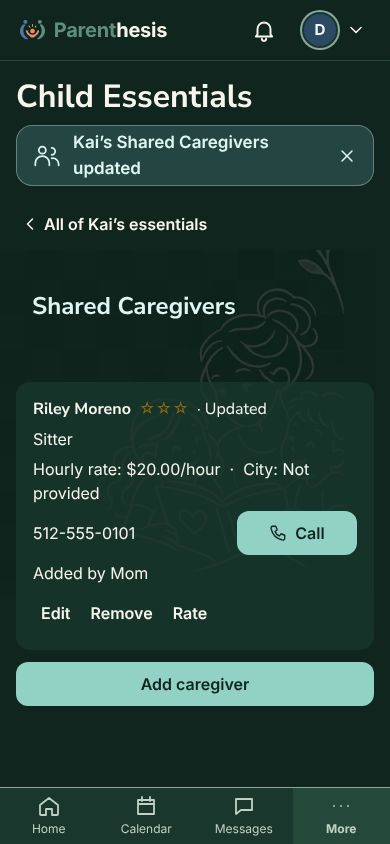 Parenthesis
D
Child Essentials
Kai’s Shared Caregivers
updated
All of Kai’s essentials
Shared Caregivers
Riley Moreno ☆☆☆ · Updated
Sitter
Hourly rate: $20.00/hour · City: Not
provided
512-555-0101
Call
Added by Mom
Edit Remove Rate
Add caregiver
Home Calendar Messages More